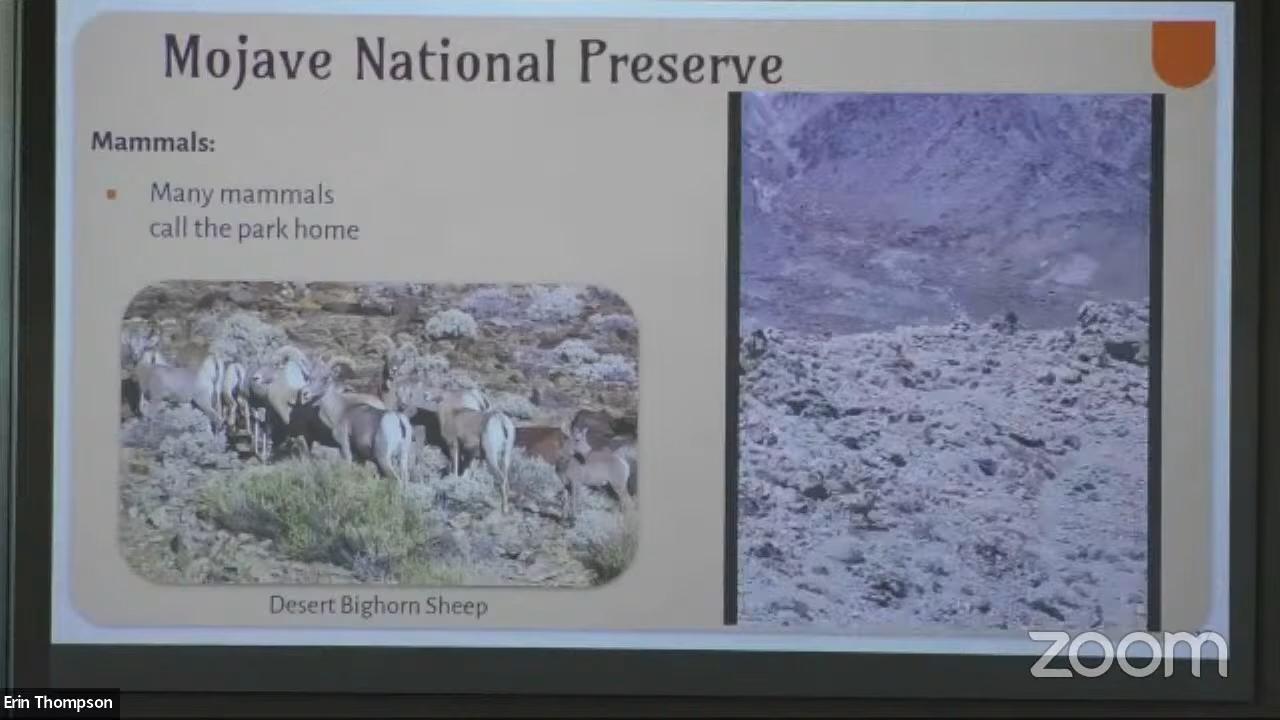 Mojave National Preserve
Mammals:
Many mammals
call the park home
Desert Bighorn Sheep
zoom
Erin Thompson